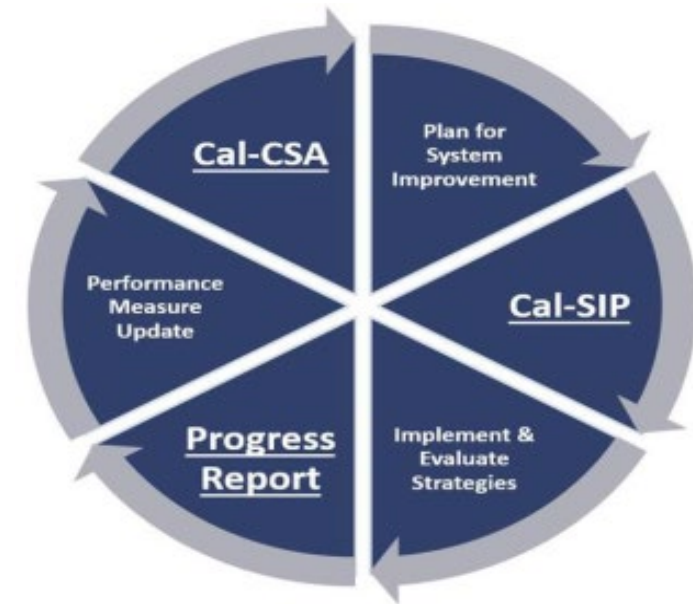 Cal-CSA
Plan for
System
Improvement
Cal-SIP
Implement &
Evaluate
Strategies
Progress
Report
Performance
Measure
Update